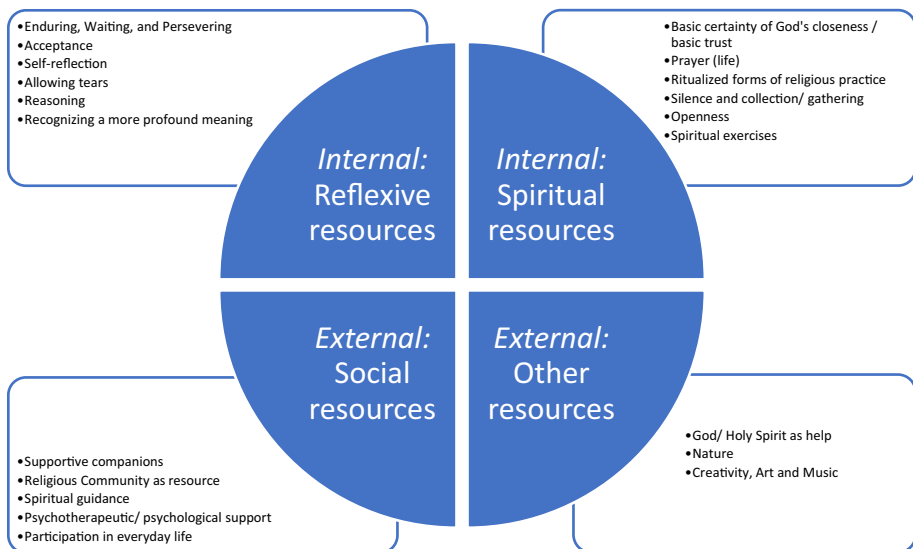 •Enduring, Waiting, and Persevering
•Acceptance
•Self-reflection
•Allowing tears
•Reasoning
•Recognizing a more profound meaning
•Basic certainty of God's closeness /
basic trust
•Prayer (life)
•Ritualized forms of religious practice
•Silence and collection/ gathering
•Openness
•Spiritual exercises
Internal:
Reflexive
resources
Internal:
Spiritual
resources
External:
Social
resources
External:
Other
resources
•Supportive companions
•Religious Community as resource
•Spiritual guidance
•Psychotherapeutic/ psychological support
•Participation in everyday life
•God/ Holy Spirit as help
•Nature
•Creativity, Art and Music